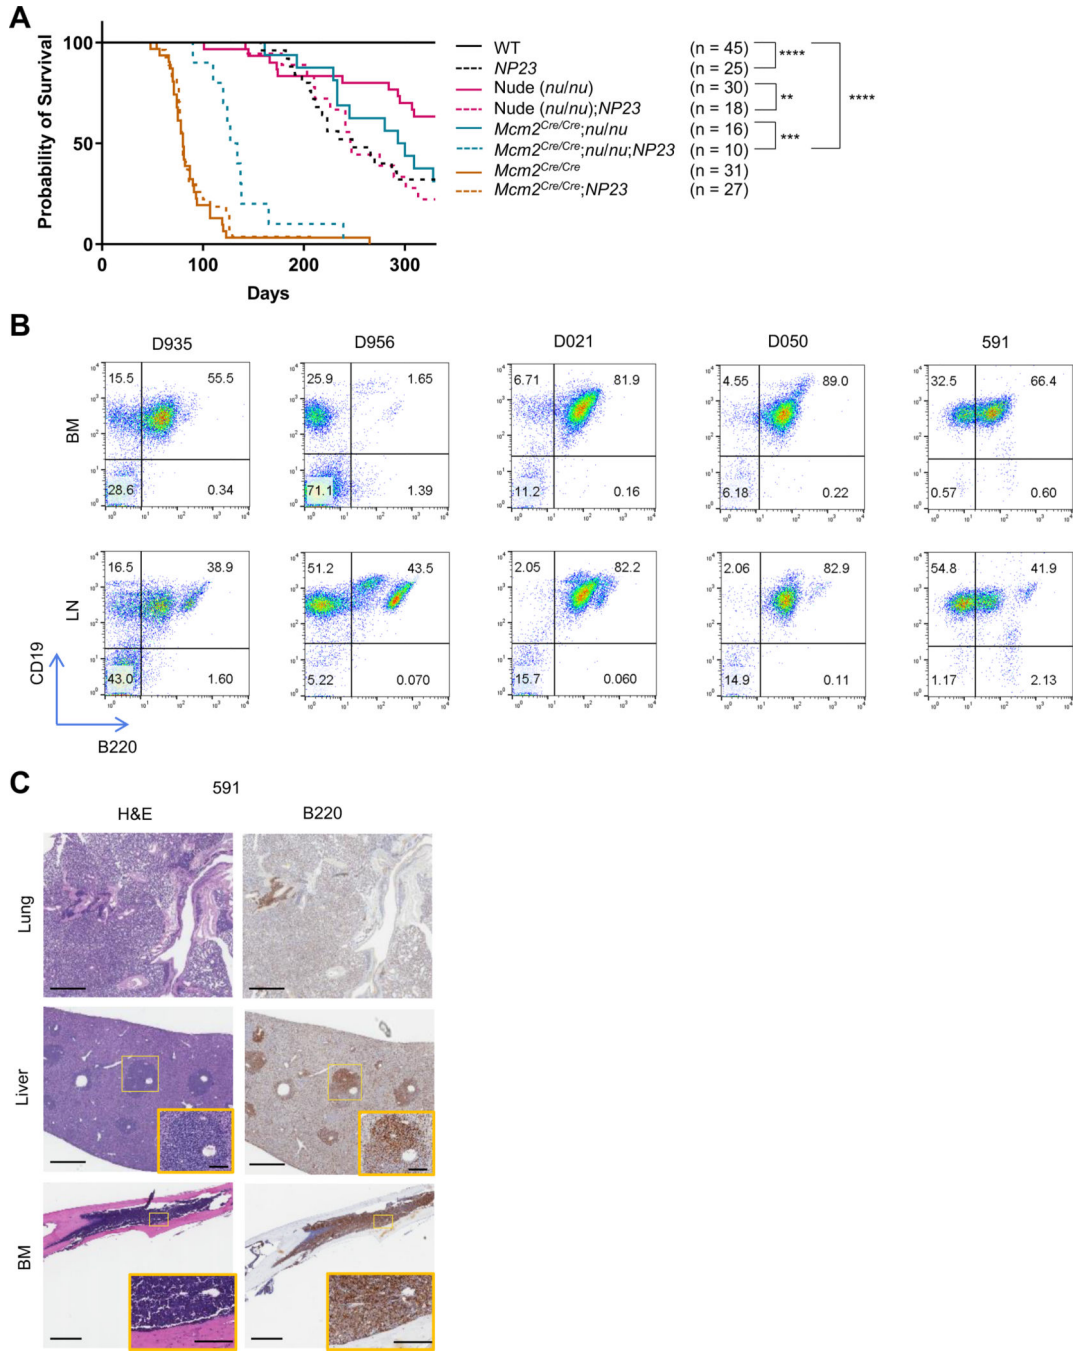 A
Probability of Survival
100
50
0
0 100 200 300
Days
WT (n = 45)
NP23 (n = 25)
Nude (nu/nu) (n = 30)
Nude (nu/nu);NP23 (n = 18)
Mcm2Cre/Cre;nu/nu (n = 16)
Mcm2Cre/Cre;nu/nu;NP23 (n = 10)
Mcm2Cre/Cre (n = 31)
Mcm2Cre/Cre;NP23 (n = 27)
****
**
***
****
B
D935 D956 D021 D050 591
BM
15.5 55.5
28.6 0.34
25.9 1.65
71.1 1.39
6.71 81.9
11.2 0.16
4.55 89.0
6.18 0.22
32.5 66.4
0.57 0.60
LN
16.5 38.9
43.0 1.60
51.2 43.5
5.22 0.070
2.05 82.2
15.7 0.060
2.06 82.9
14.9 0.11
54.8 41.9
1.17 2.13
CD19
B220
C
591
H&E B220
Lung
Liver
BM